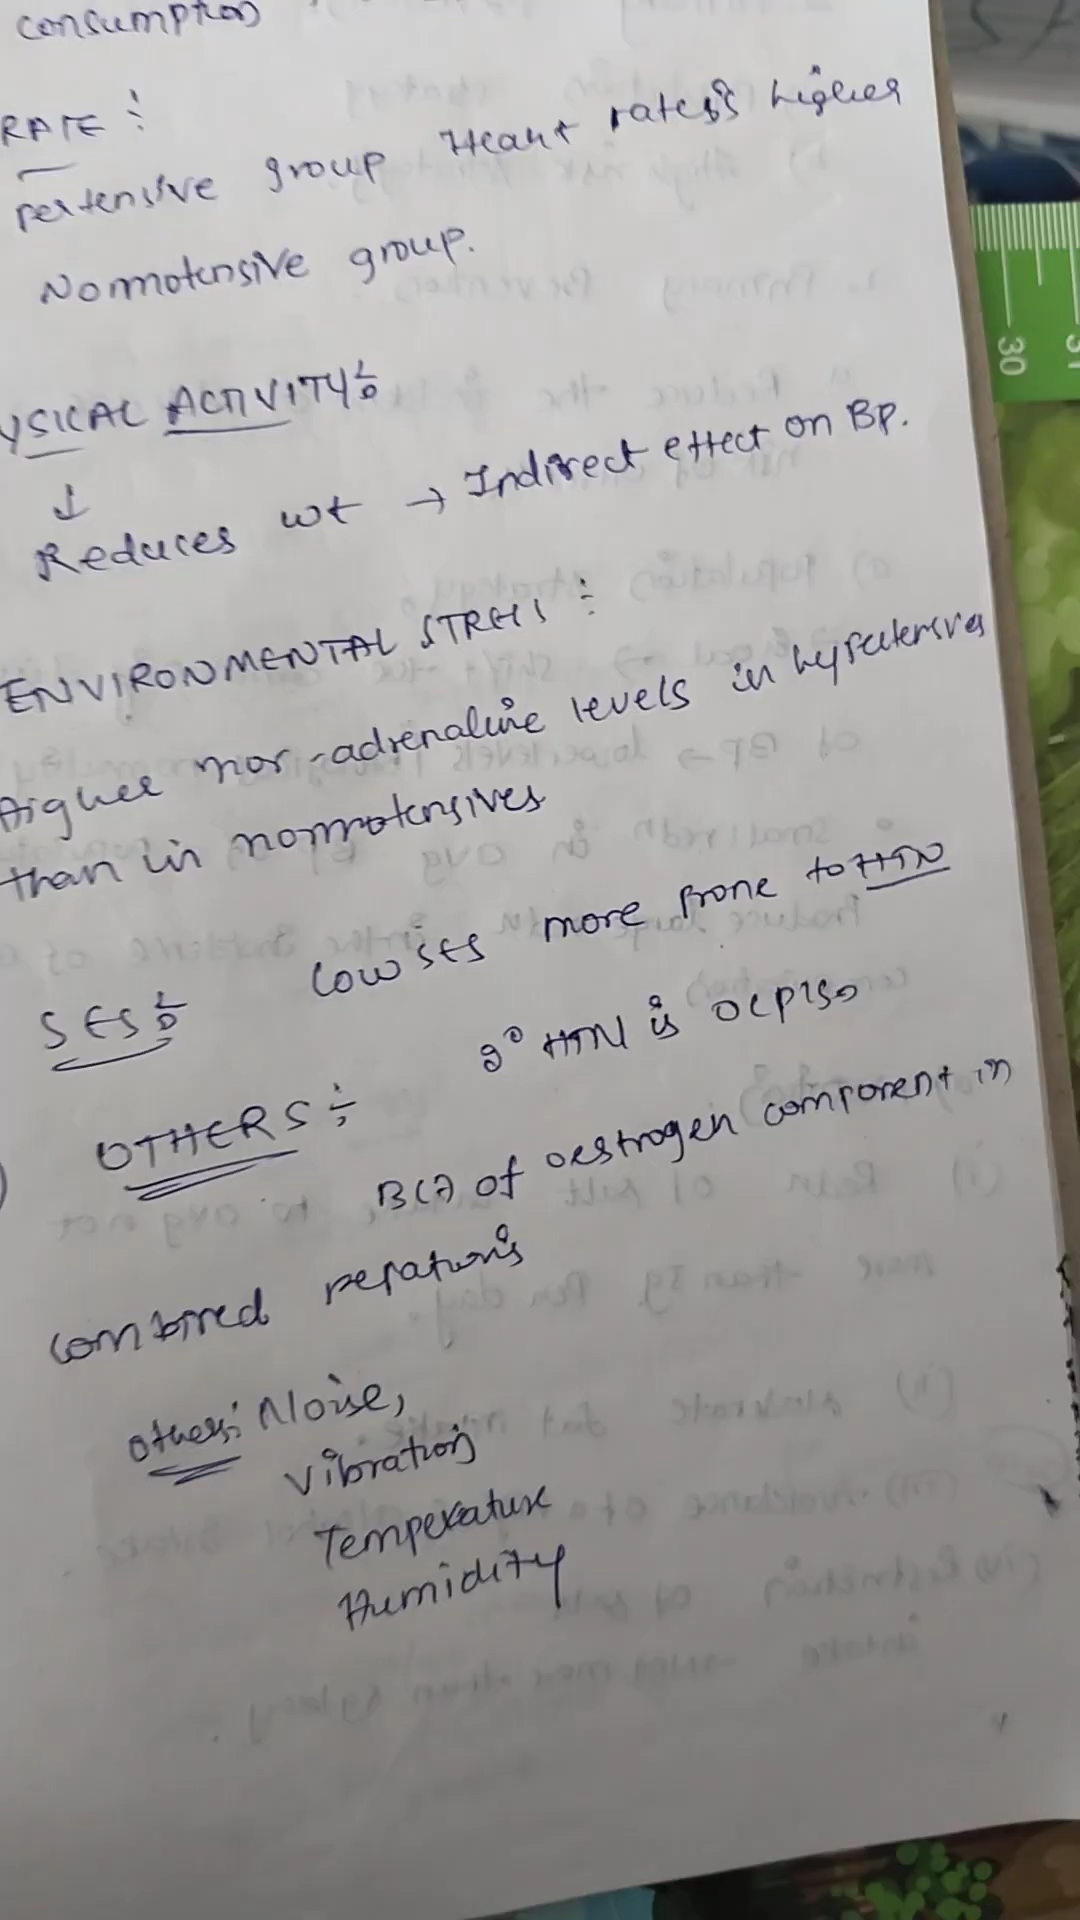 consumption
RATE :
pertensive group Heart rate is higher
Normotensive group.
YSICAL ACTIVITY :
↓
Reduces wt → Indirect effect on BP.
ENVIRONMENTAL STRESS :
Higher nor-adrenaline levels in hypertensives
than in normotensives
SES : Low SES more prone to HTN
OTHERS : 2° HTN is OCP's
BCZ of oestrogen component in
combined
others: Noise,
Vibration
Temperature
Humidity
30